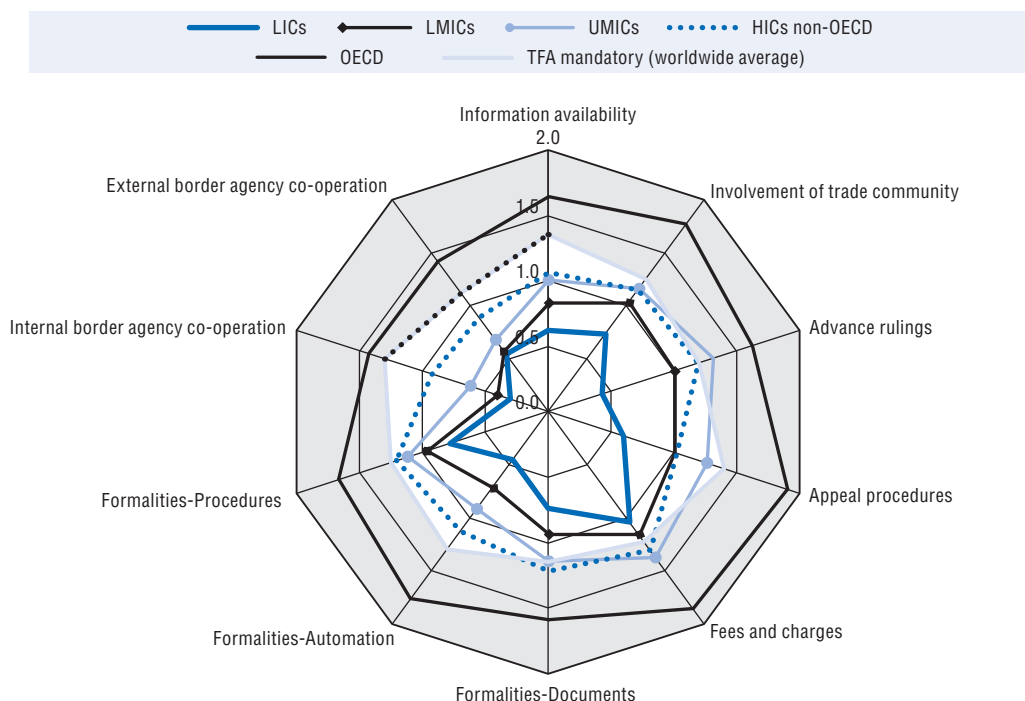 LICs LMICs UMICs HICs non-OECD
OECD TFA mandatory (worldwide average)
Information availability
2.0
External border agency co-operation
Involvement of trade community
1.5
1.0
Internal border agency co-operation
Advance rulings
0.5
0.0
Formalities-Procedures
Appeal procedures
Formalities-Automation
Fees and charges
Formalities-Documents